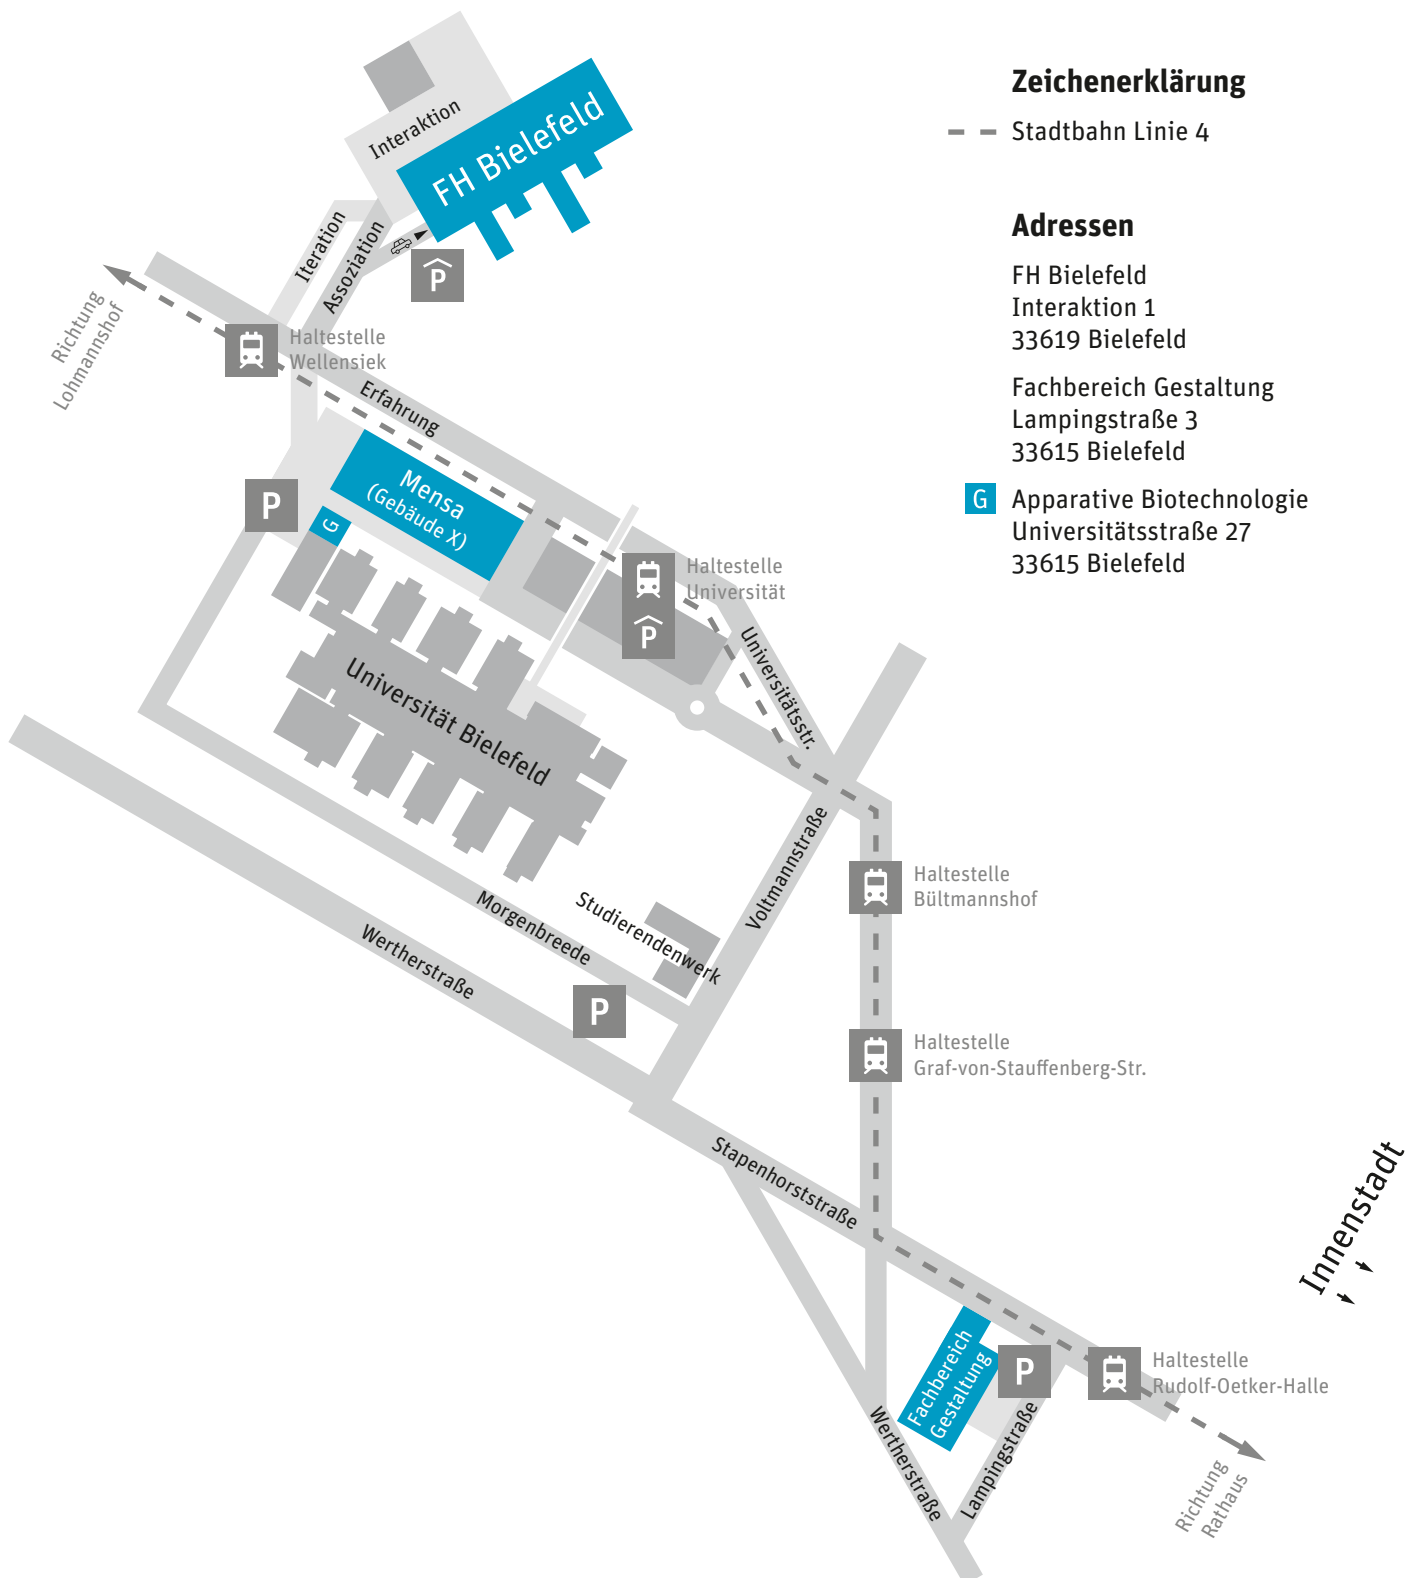 Zeichenerklärung
Stadtbahn Linie 4
Adressen
FH Bielefeld
Interaktion 1
33619 Bielefeld
Fachbereich Gestaltung
Lampingstraße 3
33615 Bielefeld
G Apparative Biotechnologie
Universitätsstraße 27
33615 Bielefeld
Interaktion
FH Bielefeld
Iteration
Assoziation
P
Richtung
Lohmannshof
Haltestelle
Wellensiek
Erfahrung
Mensa
(Gebäude X)
P
G
Haltestelle
Universität
P
Universitätsstr.
Universität Bielefeld
Voltmannstraße
Haltestelle
Bültmannshof
Studierendenwerk
Morgenbreede
Wertherstraße
P
Haltestelle
Graf-von-Stauffenberg-Str.
Stapenhorststraße
Innenstadt
Fachbereich
Gestaltung
P
Haltestelle
Rudolf-Oetker-Halle
Wertherstraße
Lampingstraße
Richtung
Rathaus